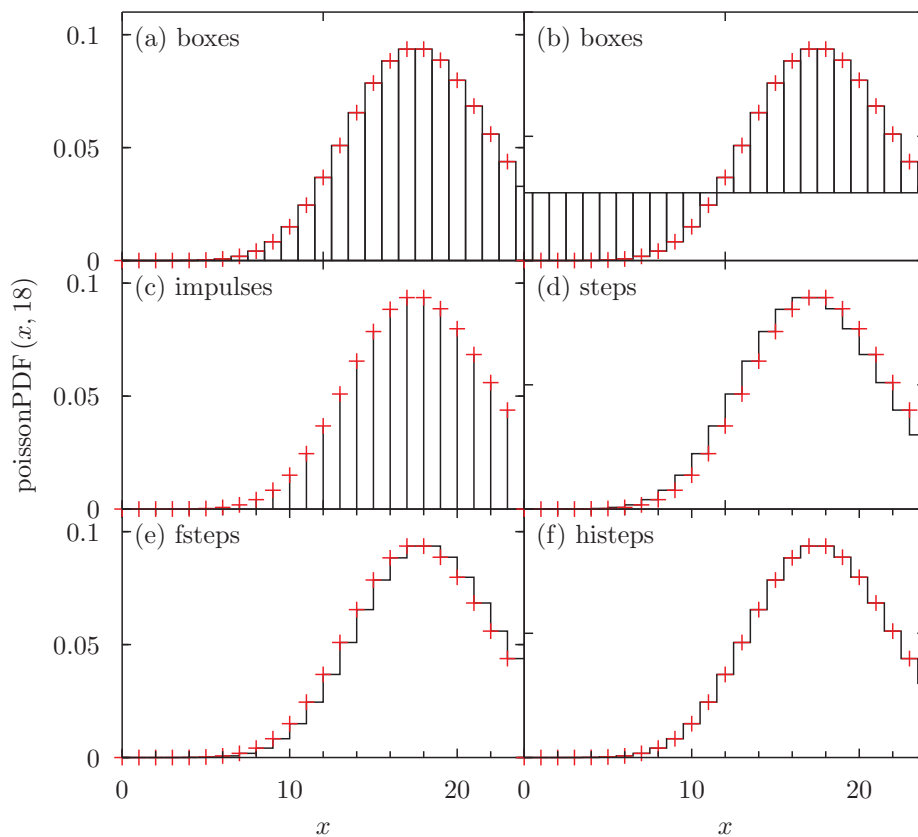 poissonPDF (x, 18)
(a) boxes
(b) boxes
0.1
0.05
0
(c) impulses
(d) steps
0.1
0.05
0
(e) fsteps
(f) histeps
0.1
0.05
0
0 10 20
0 10 20
x
x